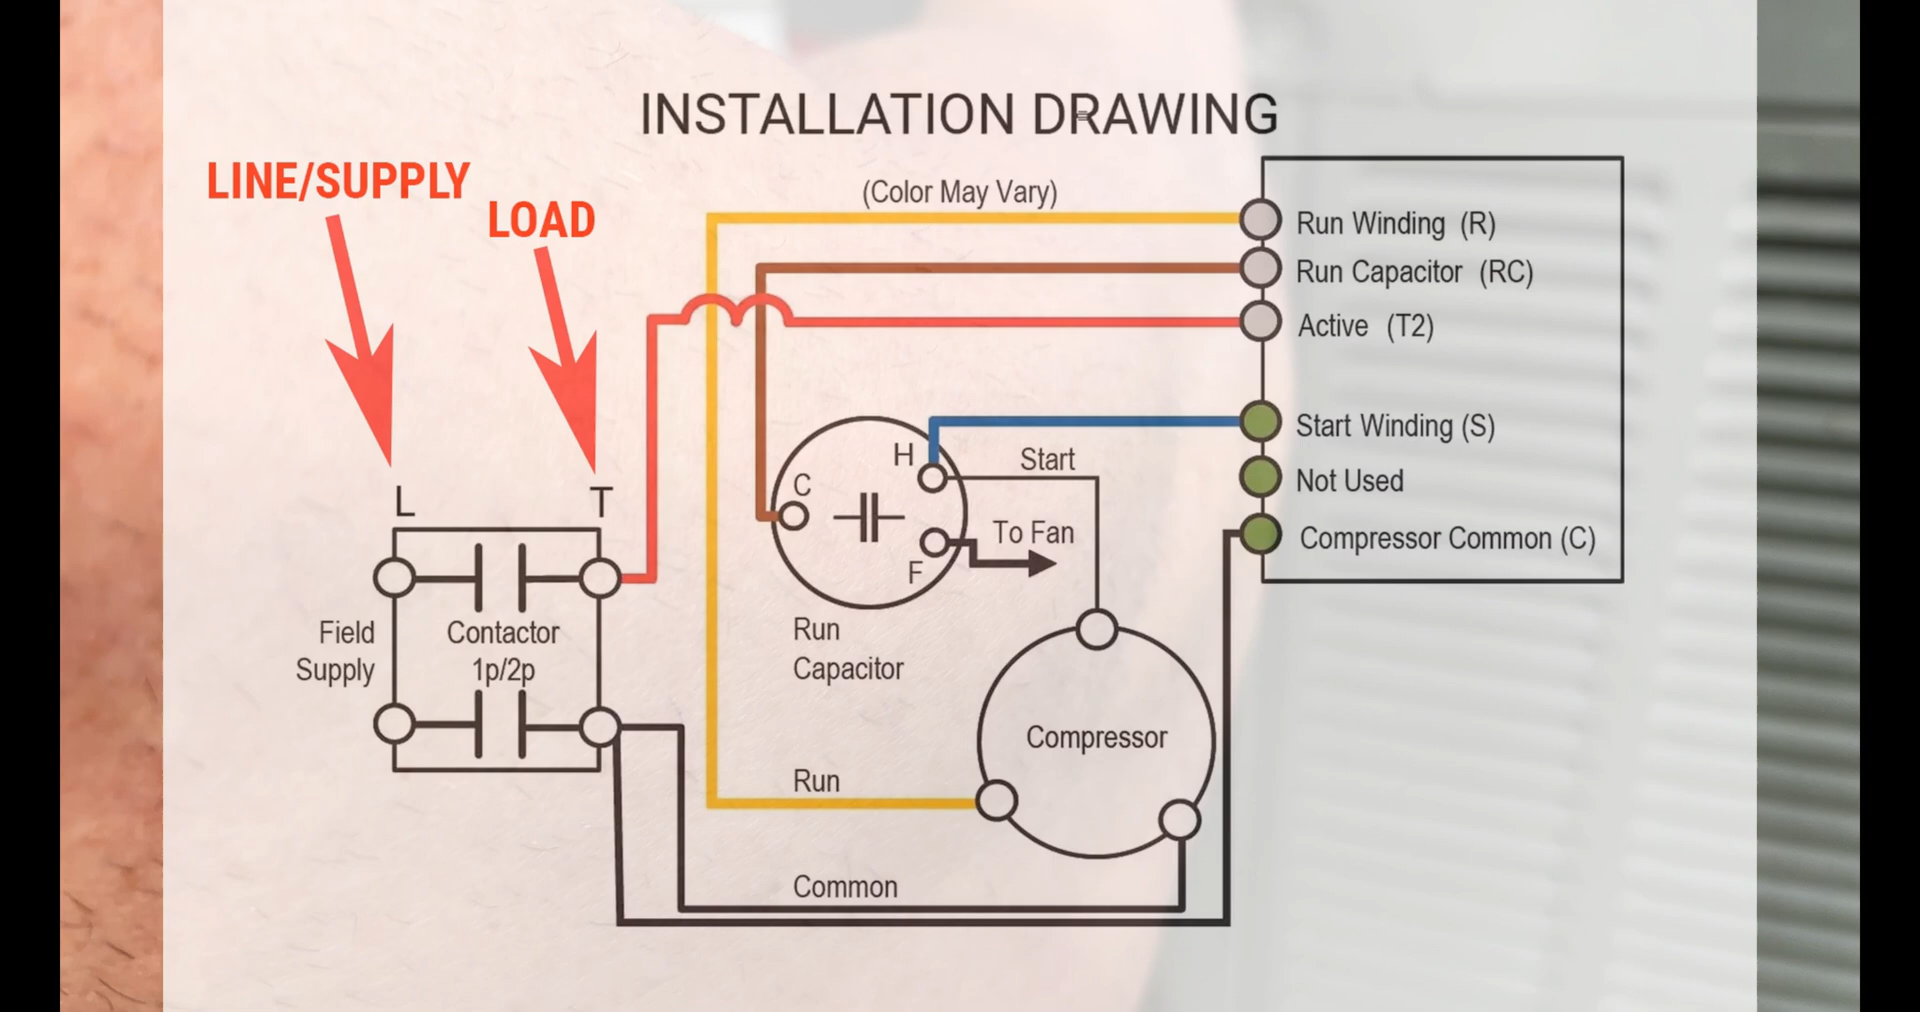 INSTALLATION DRAWING
LINE/SUPPLY
LOAD
(Color May Vary)
Run Winding (R)
Run Capacitor (RC)
Active (T2)
Start Winding (S)
Not Used
Compressor Common (C)
H
Start
C
To Fan
F
L
T
Field
Supply
Contactor
1p/2p
Run
Capacitor
Compressor
Run
Common